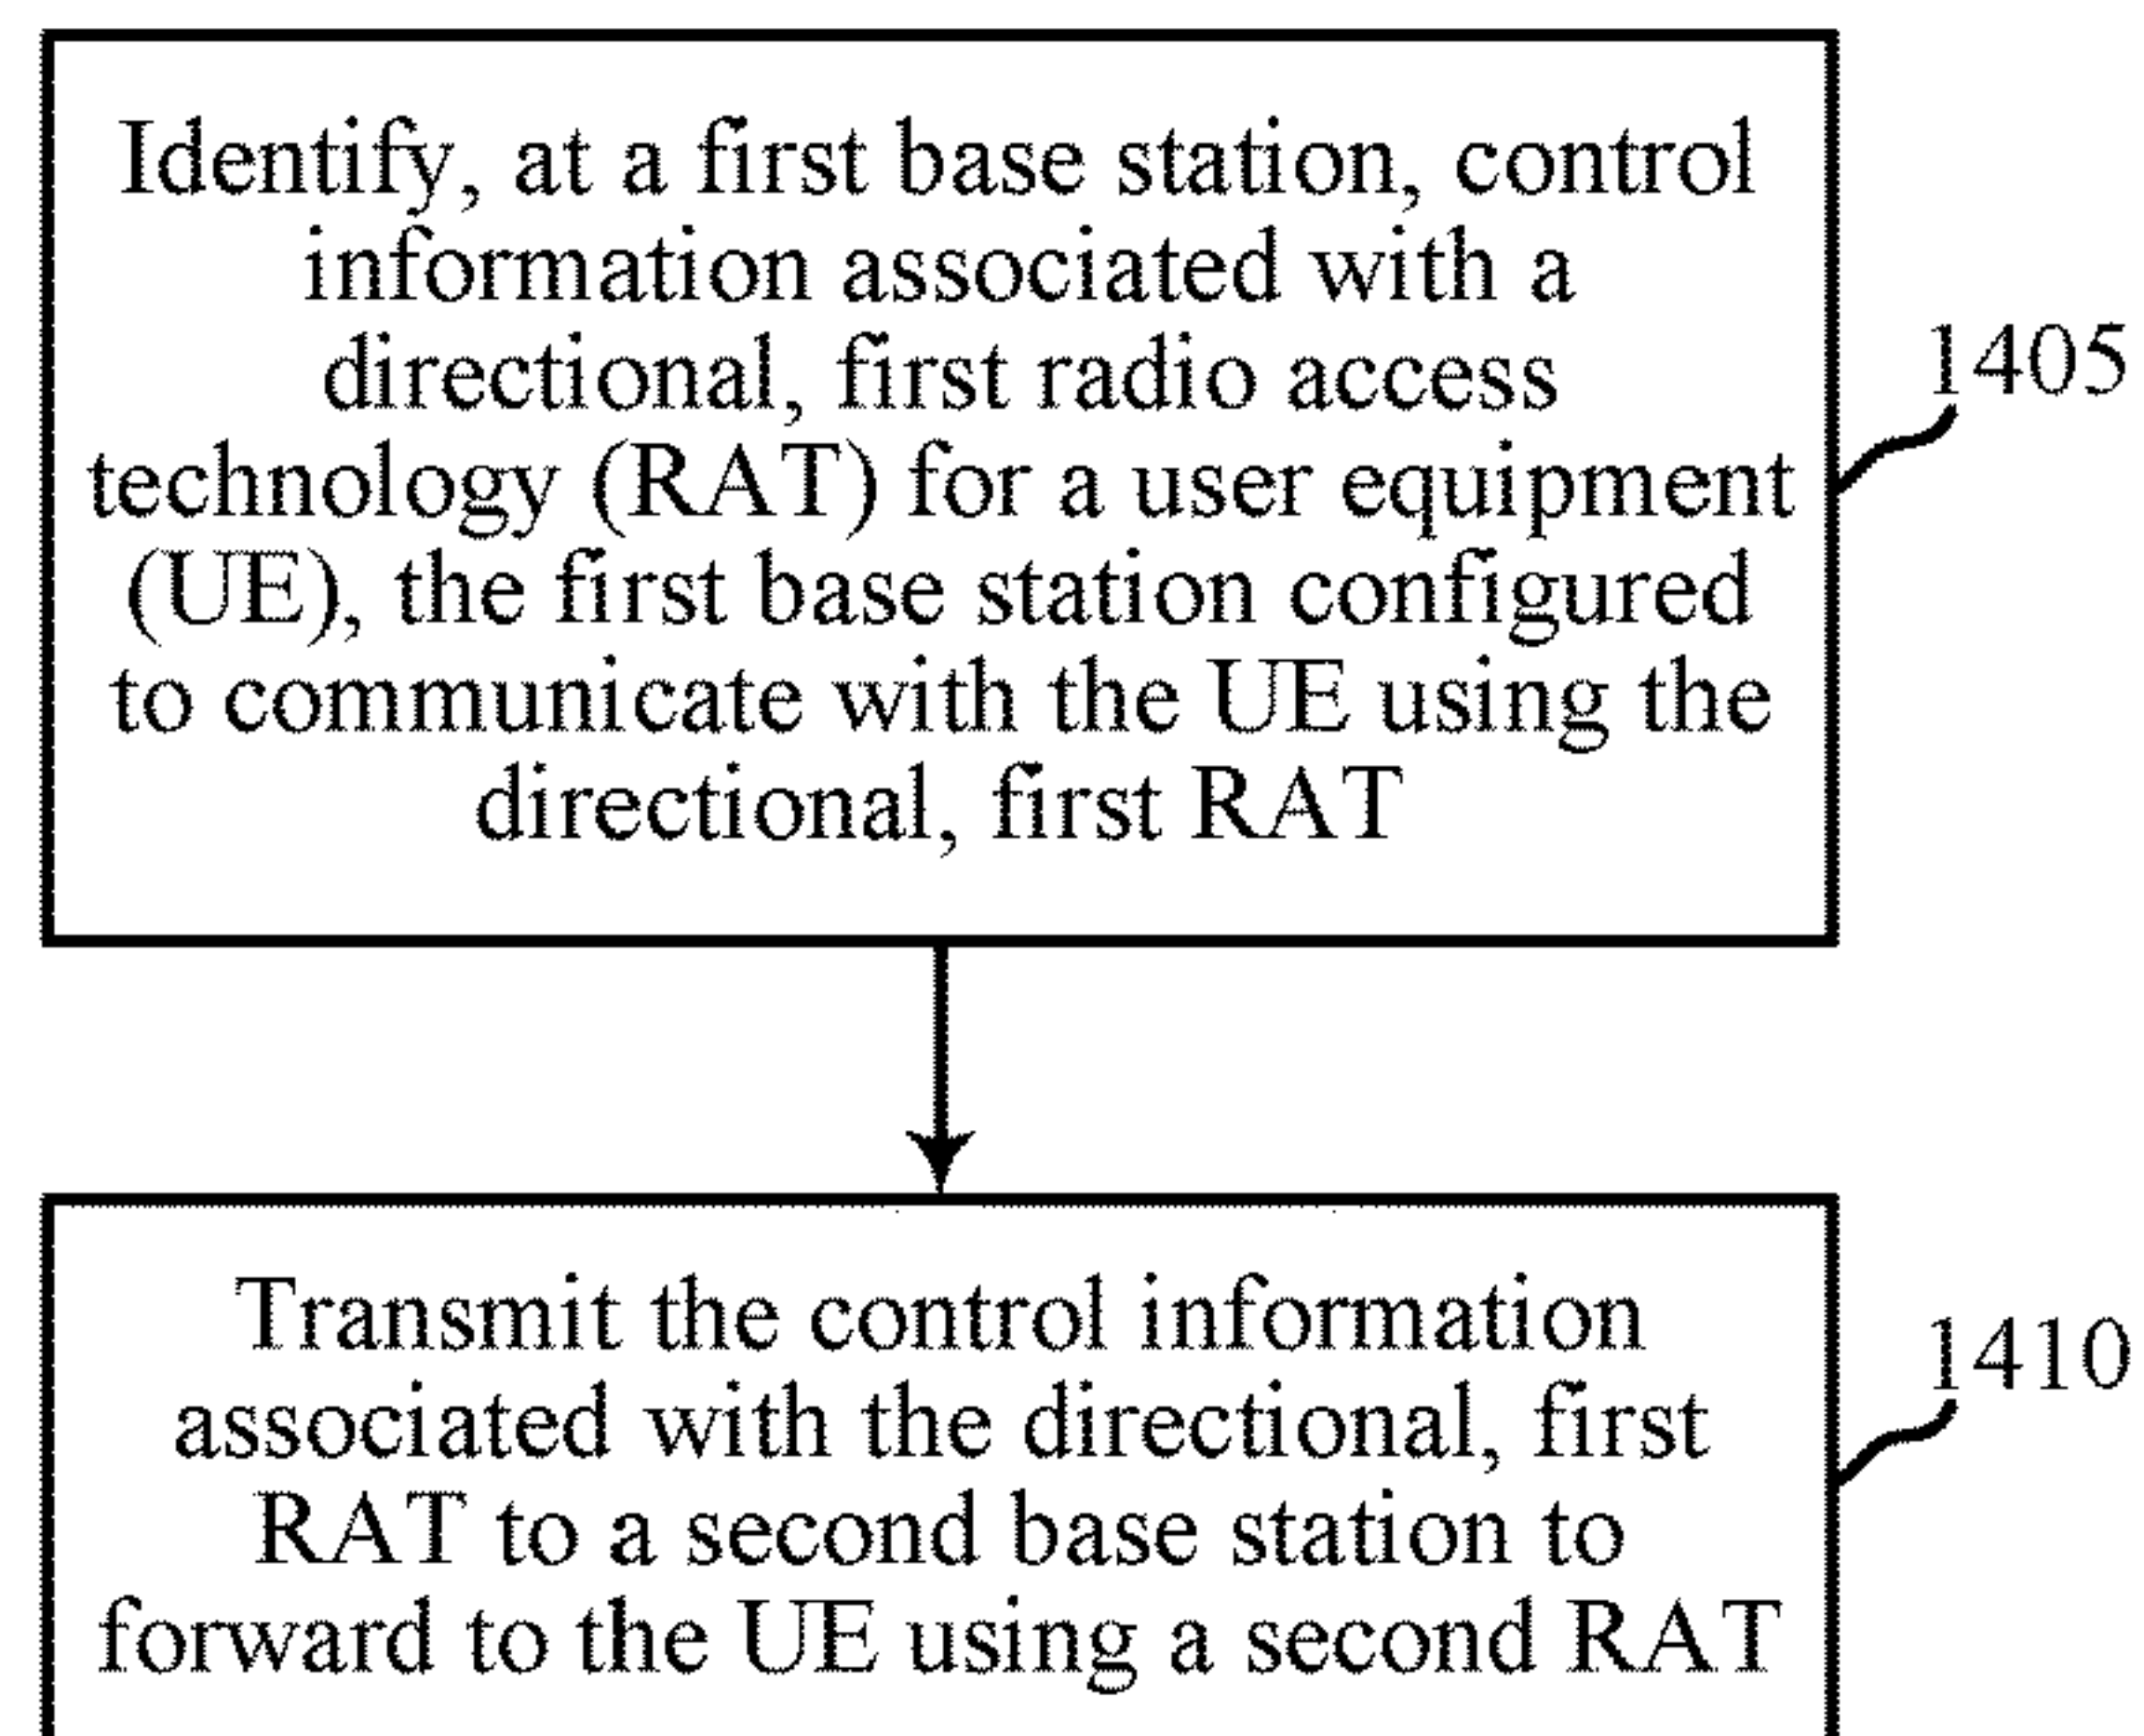 Identify, at a first base station, control
information associated with a
directional, first radio access
technology (RAT) for a user equipment
(UE), the first base station configured
to communicate with the UE using the
directional, first RAT
1405
Transmit the control information
associated with the directional, first
RAT to a second base station to
forward to the UE using a second RAT
1410